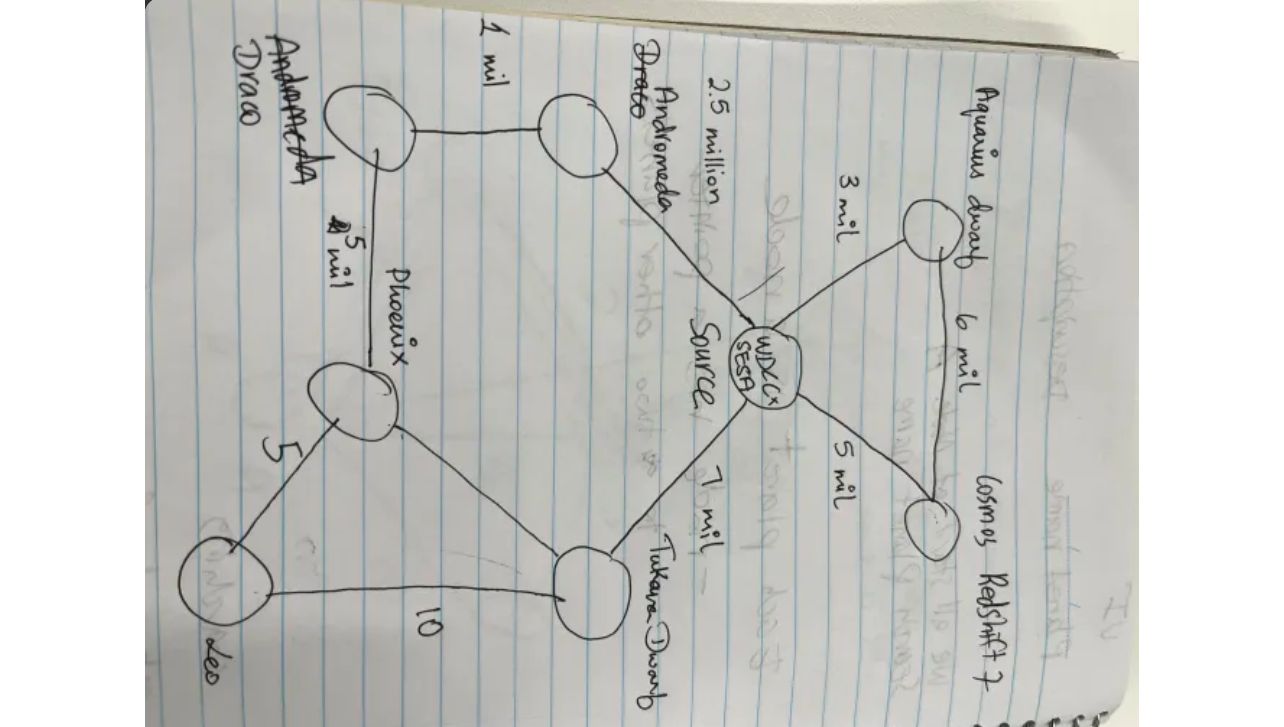 Aquarius dwarf
6 mil
Cosmos Redshift 7
3 mil
5 mil
WDCC x
SESA
Source
2.5 million
Andromeda
Draco
7 mil
Tukana Dwarf
1 mil
Phoenix
5
mil
10
Andromeda
Draco
5
Leo